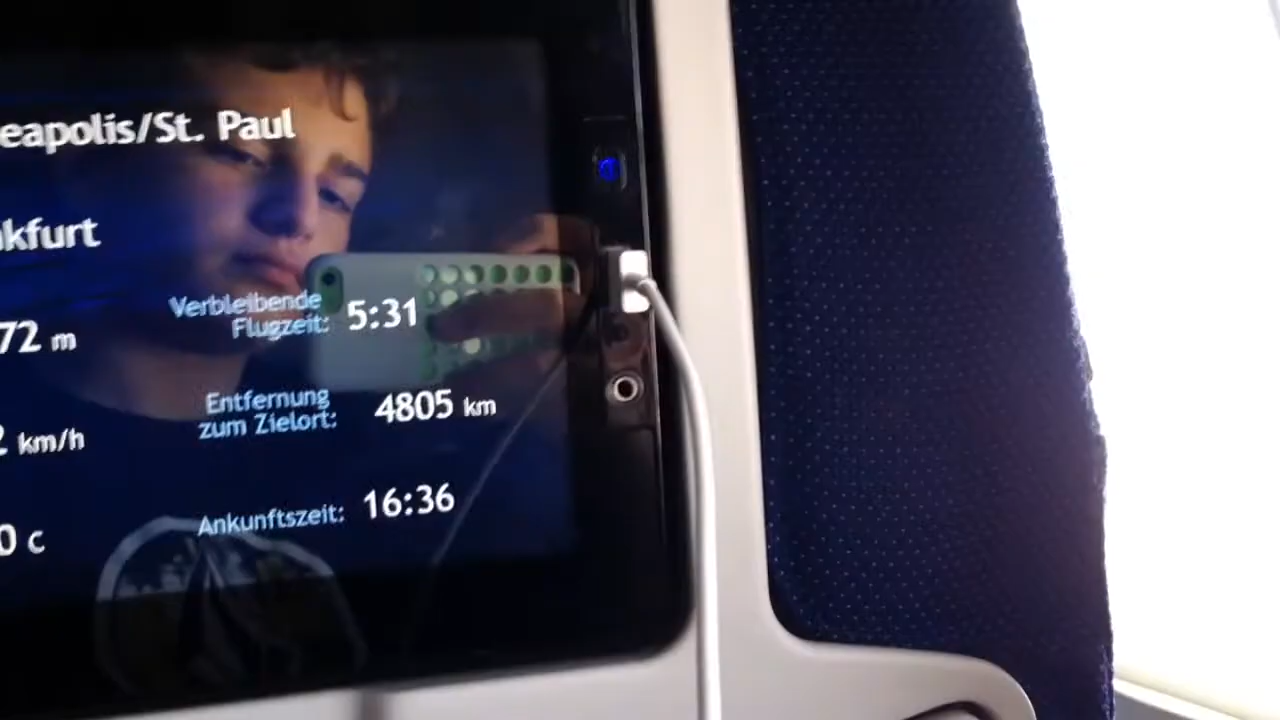 eapolis/St. Paul
nkfurt
Verbleibende
Flugzeit: 5:31
72 m
Entfernung
zum Zielort: 4805 km
2 km/h
Ankunftszeit: 16:36
0 c